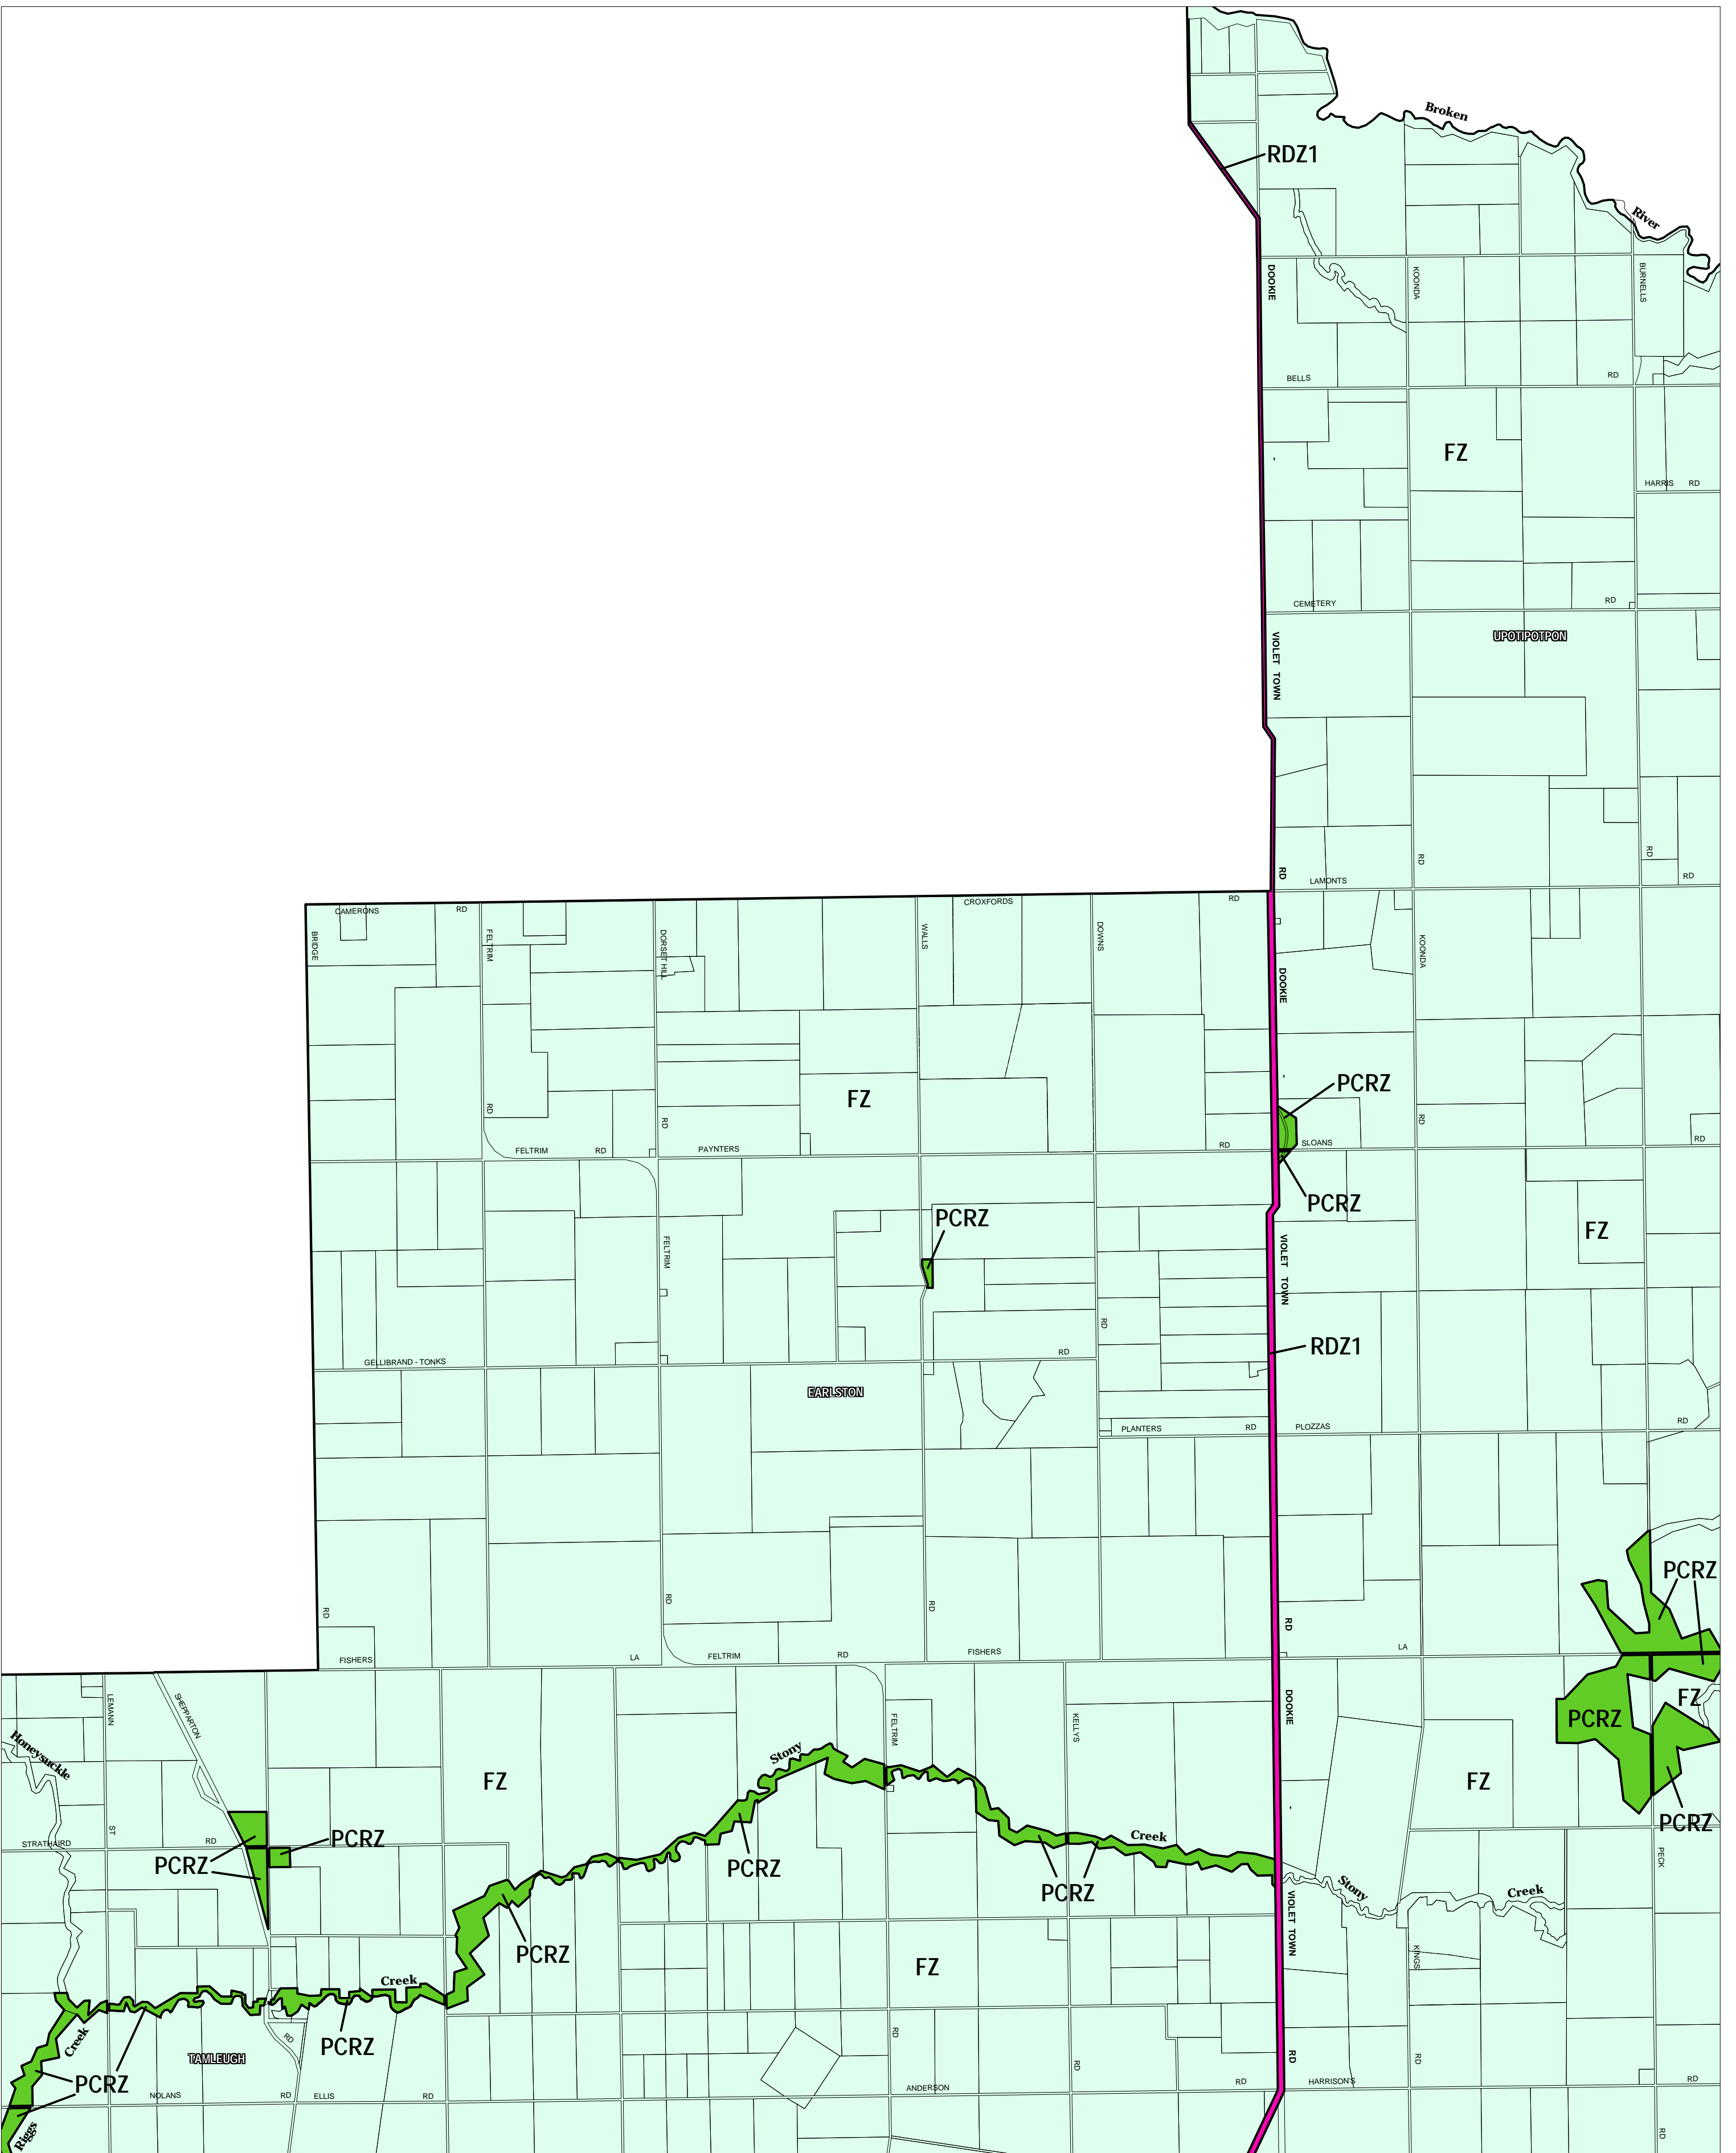 Broken
RDZ1
River
DOOKIE
KOONDA
BURNELLS
BELLS
RD
FZ
HARRIS RD
CEMETERY
RD
VIOLET TOWN
UPOTIPOTPON
RD
RD
RD
RD
LAMONTS
CAMERONS
RD
CROXFORDS
RD
BRIDGE
FELTRIM
DORSET HILL
WALLS
DOWNS
KOONDA
DOOKIE
PCRZ
FZ
RD
RD
RD
FELTRIM
RD
PAYNTERS
RD
SLOANS
RD
PCRZ
PCRZ
FZ
FELTRIM
VIOLET TOWN
RD
RDZ1
GELLIBRAND - TONKS
RD
EARLSTON
PLANTERS
RD
PLOZZAS
RD
PCRZ
RD
RD
RD
RD
FISHERS
LA
FELTRIM
RD
FISHERS
LA
LEMANN
SHEPPARTON
FELTRIM
KELLYS
DOOKIE
FZ
PCRZ
Honeysuckle
Stony
FZ
FZ
PCRZ
ST
STRATHAIRD
RD
PCRZ
PCRZ
Creek
PECK
PCRZ
PCRZ
Stony
Creek
VIOLET TOWN
PCRZ
KINGS
FZ
Creek
RD
Creek
PCRZ
RD
RD
RD
RD
TAMLEUGH
PCRZ
NOLANS
RD
ELLIS
RD
ANDERSON
RD
HARRISON'S
RD
Riggs
RD